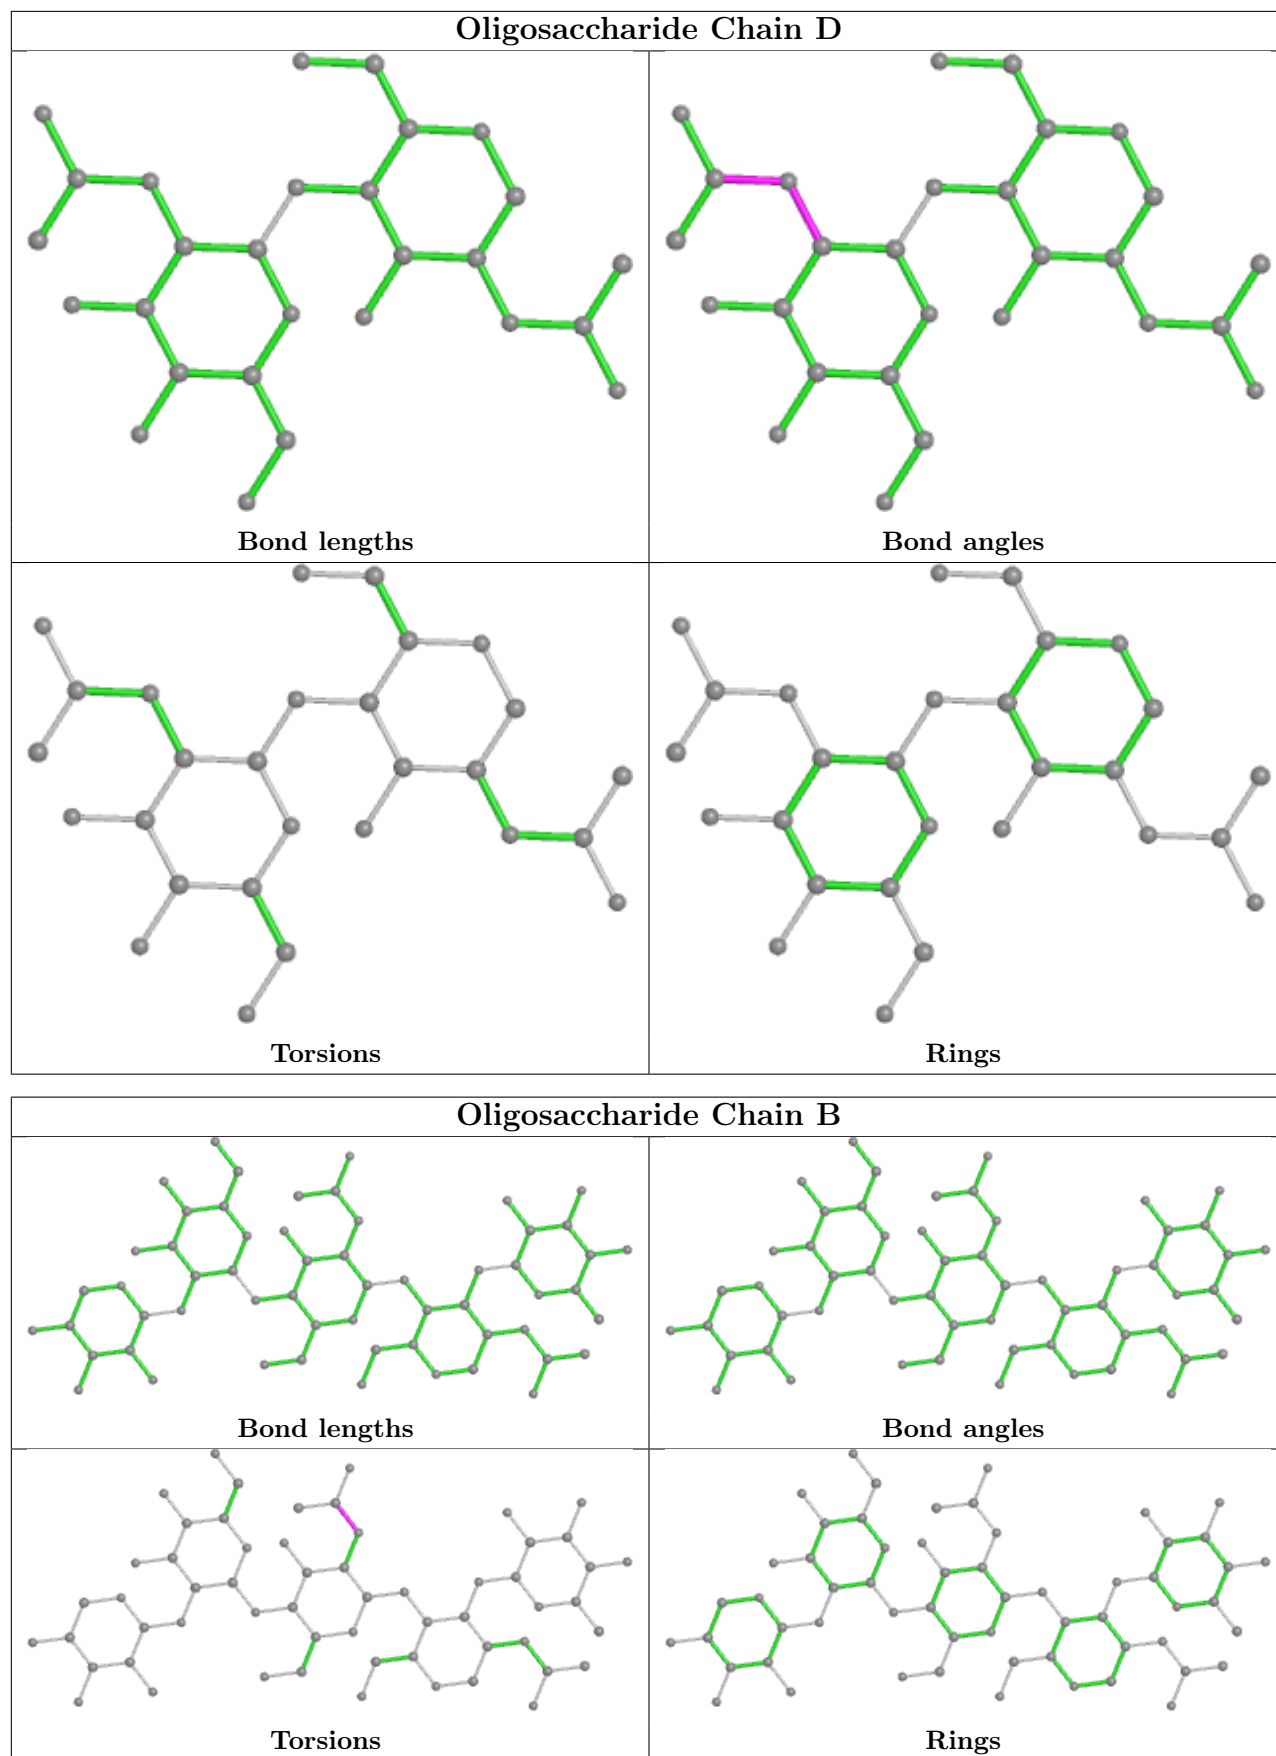 Oligosaccharide Chain D
Bond lengths
Bond angles
Torsions
Rings
Oligosaccharide Chain B
Bond lengths
Bond angles
Torsions
Rings